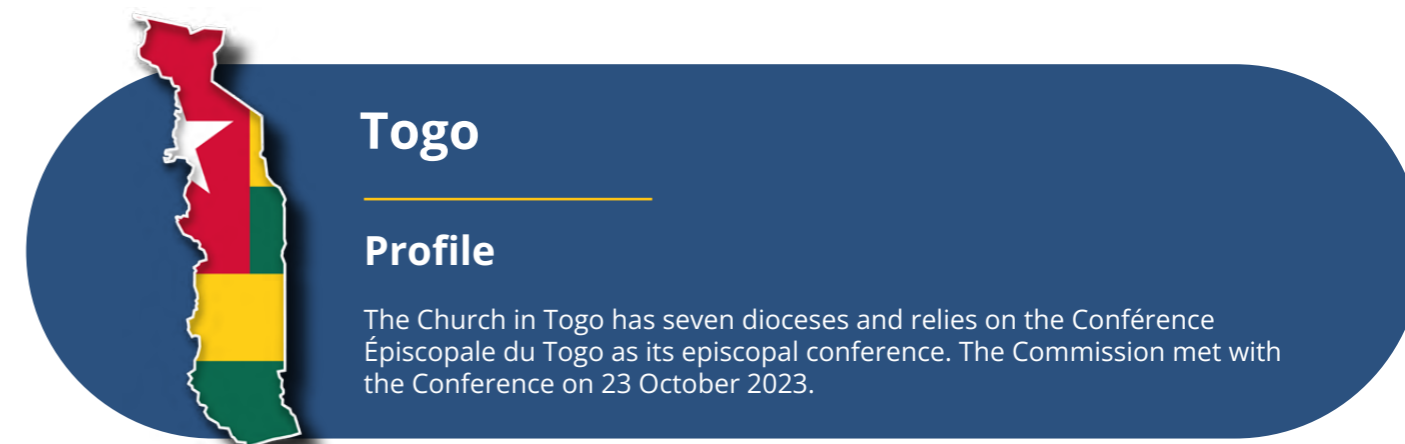 Togo
Profile
The Church in Togo has seven dioceses and relies on the Conférence
Épiscopale du Togo as its episcopal conference. The Commission met with
the Conference on 23 October 2023.